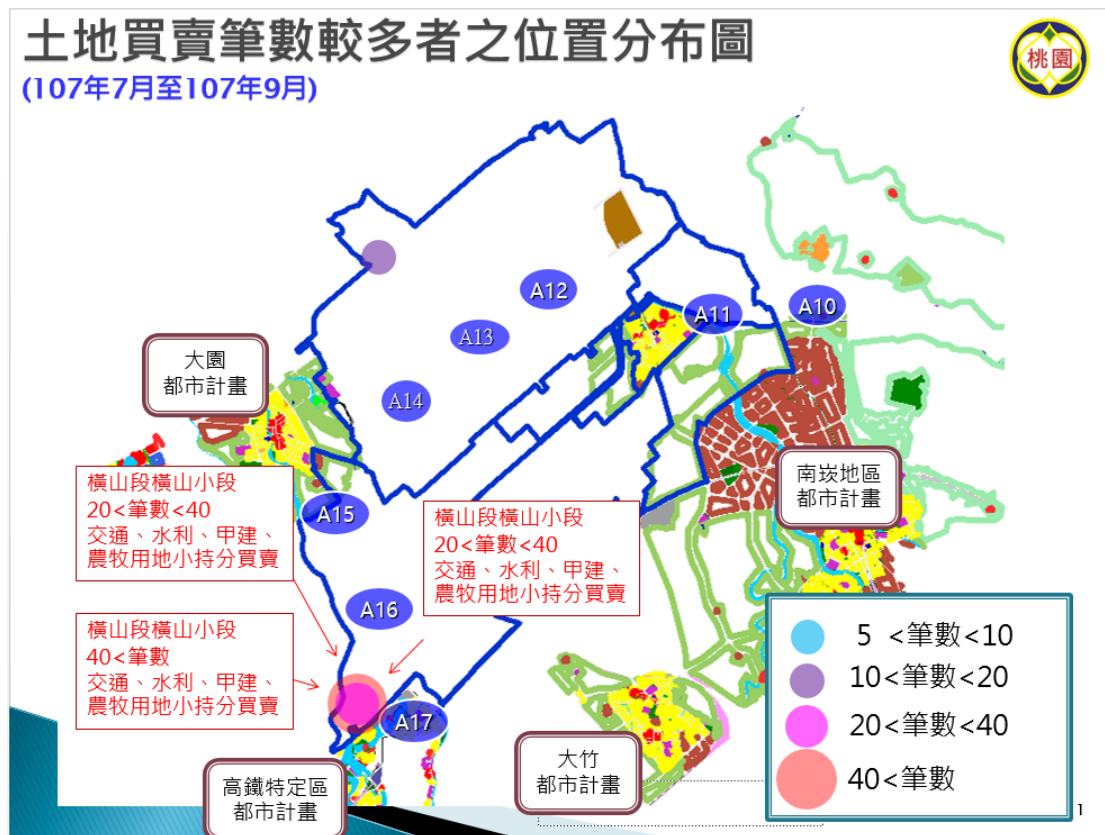 土地買賣筆數較多者之位置分布圖
(107年7月至107年9月)
桃園
A12
A13
A14
A11
A10
大園
都市計畫
橫山段橫山小段
20<筆數<40
交通、水利、甲建、
農牧用地小持分買賣
A15
橫山段橫山小段
20<筆數<40
交通、水利、甲建、
農牧用地小持分買賣
南崁地區
都市計畫
A16
橫山段橫山小段
40<筆數
交通、水利、甲建、
農牧用地小持分買賣
A17
高鐵特定區
都市計畫
大竹
都市計畫
5 <筆數<10
10<筆數<20
20<筆數<40
40<筆數
1